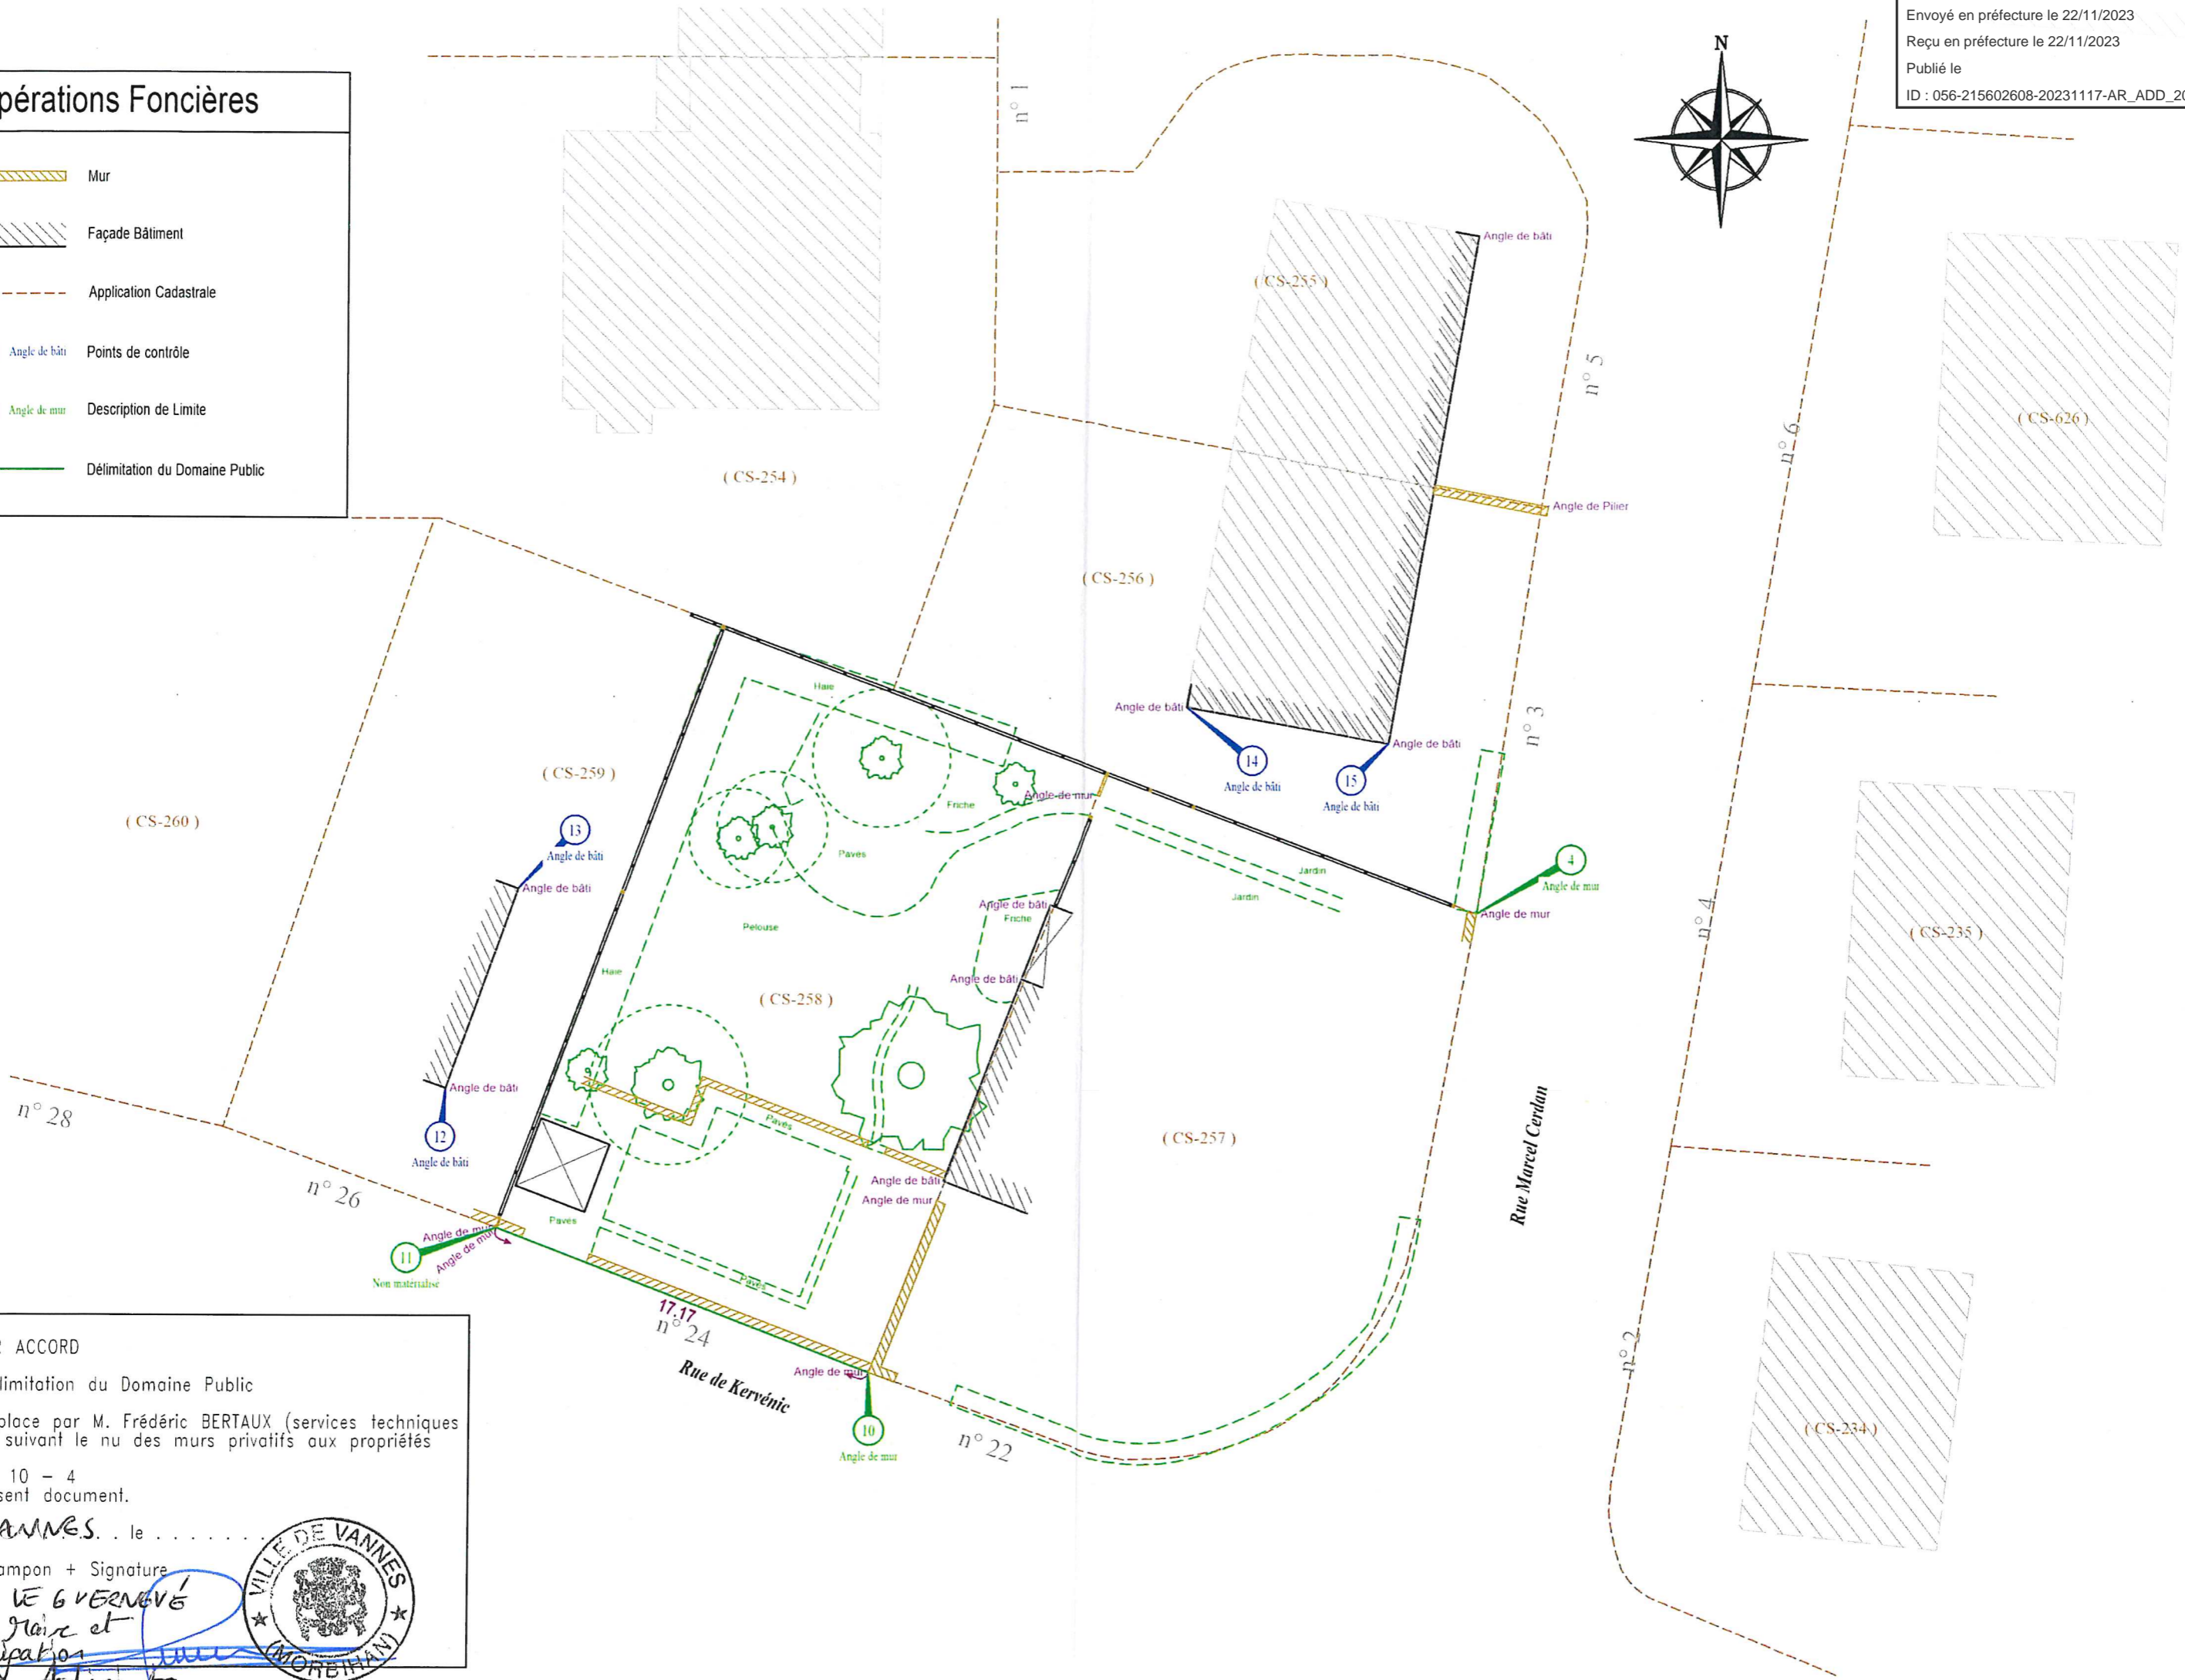 Envoyé en préfecture le 22/11/2023
Reçu en préfecture le 22/11/2023
Publié le
ID : 056-215602608-20231117-AR_ADD_20
N
pérations Foncières
Mur
Façade Bâtiment
Application Cadastrale
Angle de bâti Points de contrôle
Angle de mur Description de Limite
Délimitation du Domaine Public
n° 1
( CS-255 )
Angle de bâti
n° 5
n° 6
( CS-626 )
( CS-254 )
Angle de Pilier
( CS-256 )
Haie
Angle de bâti
n° 3
Angle de bâti
14
Angle de bâti
15
Angle de bâti
( CS-259 )
( CS-260 )
13
Angle de bâti
Angle de bâti
Friche
Angle de mur
Pavés
Jardin
Jardin
4
Angle de mur
Angle de mur
n° 4
( CS-235 )
Angle de bâti
Friche
Pelouse
Haie
Angle de bâti
( CS-258 )
n° 28
Angle de bâti
12
Angle de bâti
n° 26
Pavés
( CS-257 )
Rue Marcel Cerdan
Angle de bâti
Angle de mur
Pavés
Angle de mur
Angle de mur
11
Non matérialisé
Pavés
17.17
n° 24
Rue de Kervénic
Angle de mur
10
Angle de mur
n° 22
n° 2
( CS-234 )
ACCORD
limitation du Domaine Public
place par M. Frédéric BERTAUX (services techniques
suivant le nu des murs privatifs aux propriétés
10 - 4
sent document.
ANNES. . le . . . . . . .
ampon + Signature
LE GUERNEVÉ
Maire et
VILLE DE VANNES
(MORBIHAN)